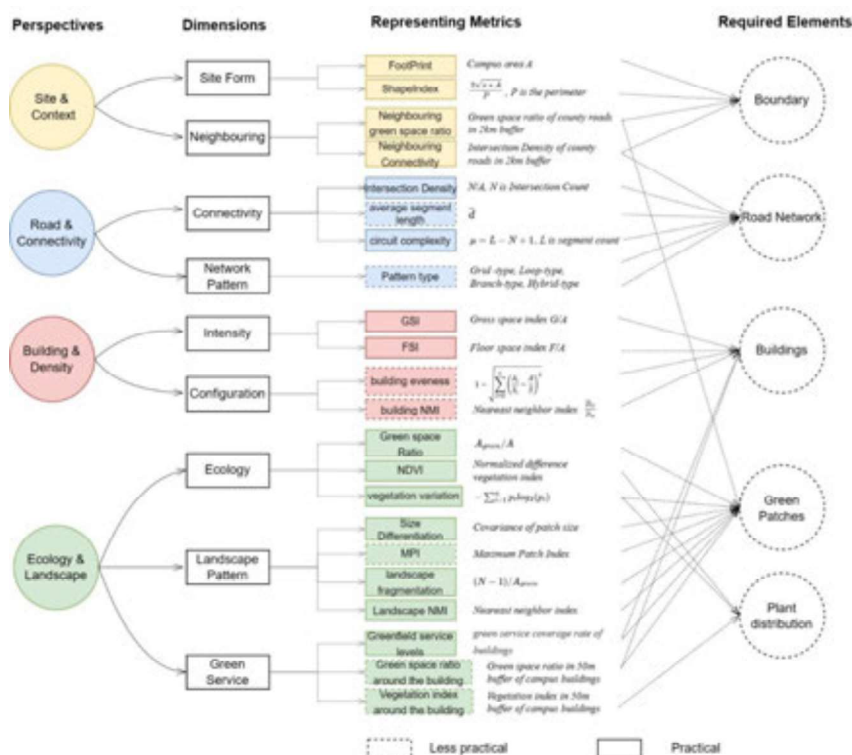 Perspectives
Dimensions
Representing Metrics
Required Elements
Site &
Context
Site Form
FootPrint
Campus area A
ShapeIndex
, P is the perimeter
Neighbouring
Neighbouring
green space ratio
Green space ratio of county roads
in 2km buffer
Neighbouring
Connectivity
Intersection Density of county
roads in 2km buffer
Boundary
Road &
Connectivity
Connectivity
Intersection Density
N/A, N is Intersection Count
average segment
length
circuit complexity
μ = L − N + 1, L is segment count
Network
Pattern
Pattern type
Grid -type, Loop-type,
Branch-type, Hybrid-type
Road Network
Building &
Density
Intensity
GSI
Gross space index G/A
FSI
Floor space index F/A
Configuration
building eveness
building NMI
Nearest neighbor index
Buildings
Ecology &
Landscape
Ecology
Green space
Ratio
A_green/A
NDVI
Normalized difference
vegetation index
vegetation variation
Landscape
Pattern
Size
Differentiation
Covariance of patch size
MPI
Maximum Patch Index
landscape
fragmentation
(N − 1)/A_green
Landscape NMI
Nearest neighbor index
Green
Service
Greenfield service
levels
green service coverage rate of
buildings
Green space ratio
around the building
Green space ratio in 50m
buffer of campus buildings
Vegetation index
around the building
Vegetation index in 50m
buffer of campus buildings
Green
Patches
Plant
distribution
Less practical
Practical